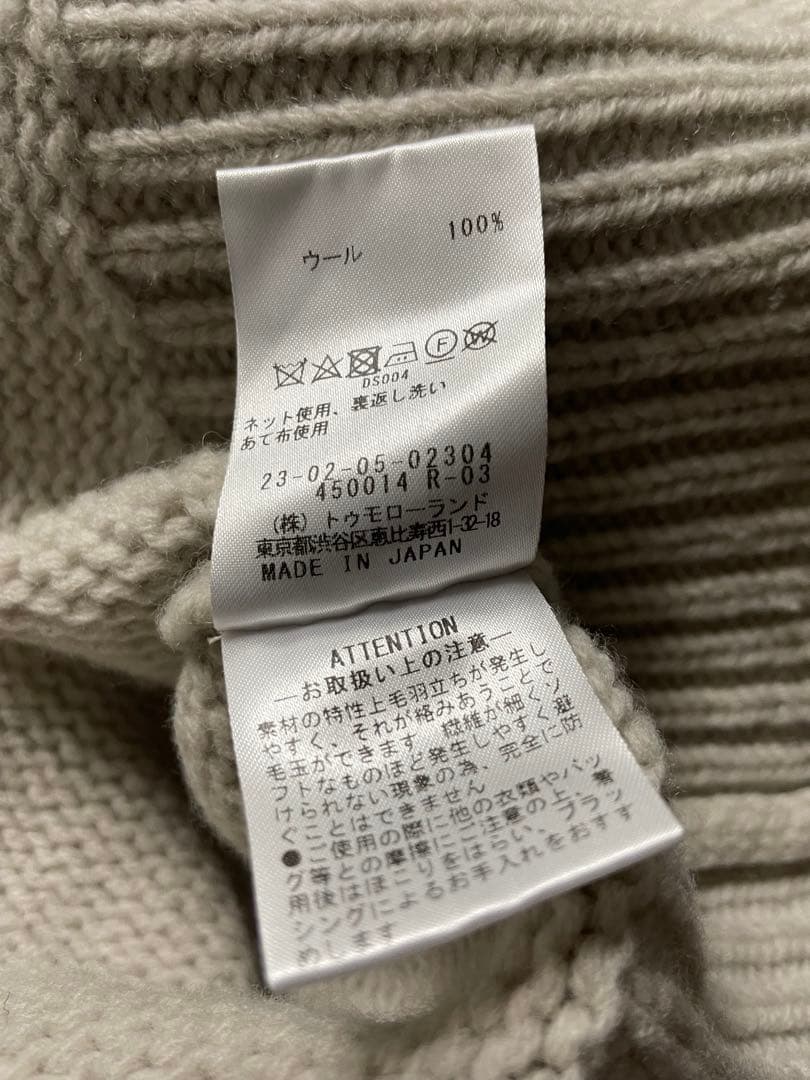 ウール 100%
F W
DS004
ネット使用、裏返し洗い
あて布使用
23-02-05-02304
450014 R-03
(株) トゥモローランド
東京都渋谷区恵比寿西1-32-18
MADE IN JAPAN
ATTENTION
―お取扱い上の注意―
素材の特性上毛羽立ちが発生し
やすく、それが絡みあうことで
毛玉ができます。繊維が細くソ
フトなものほど発生しやすく避
けられない現象の為、完全に防
ぐことはできません
●ご使用の際に他の衣類やバッ
グ等との摩擦にご注意の上、着
用後はほこりをはらい、ブラッ
シングによるお手入れをおすす
めします